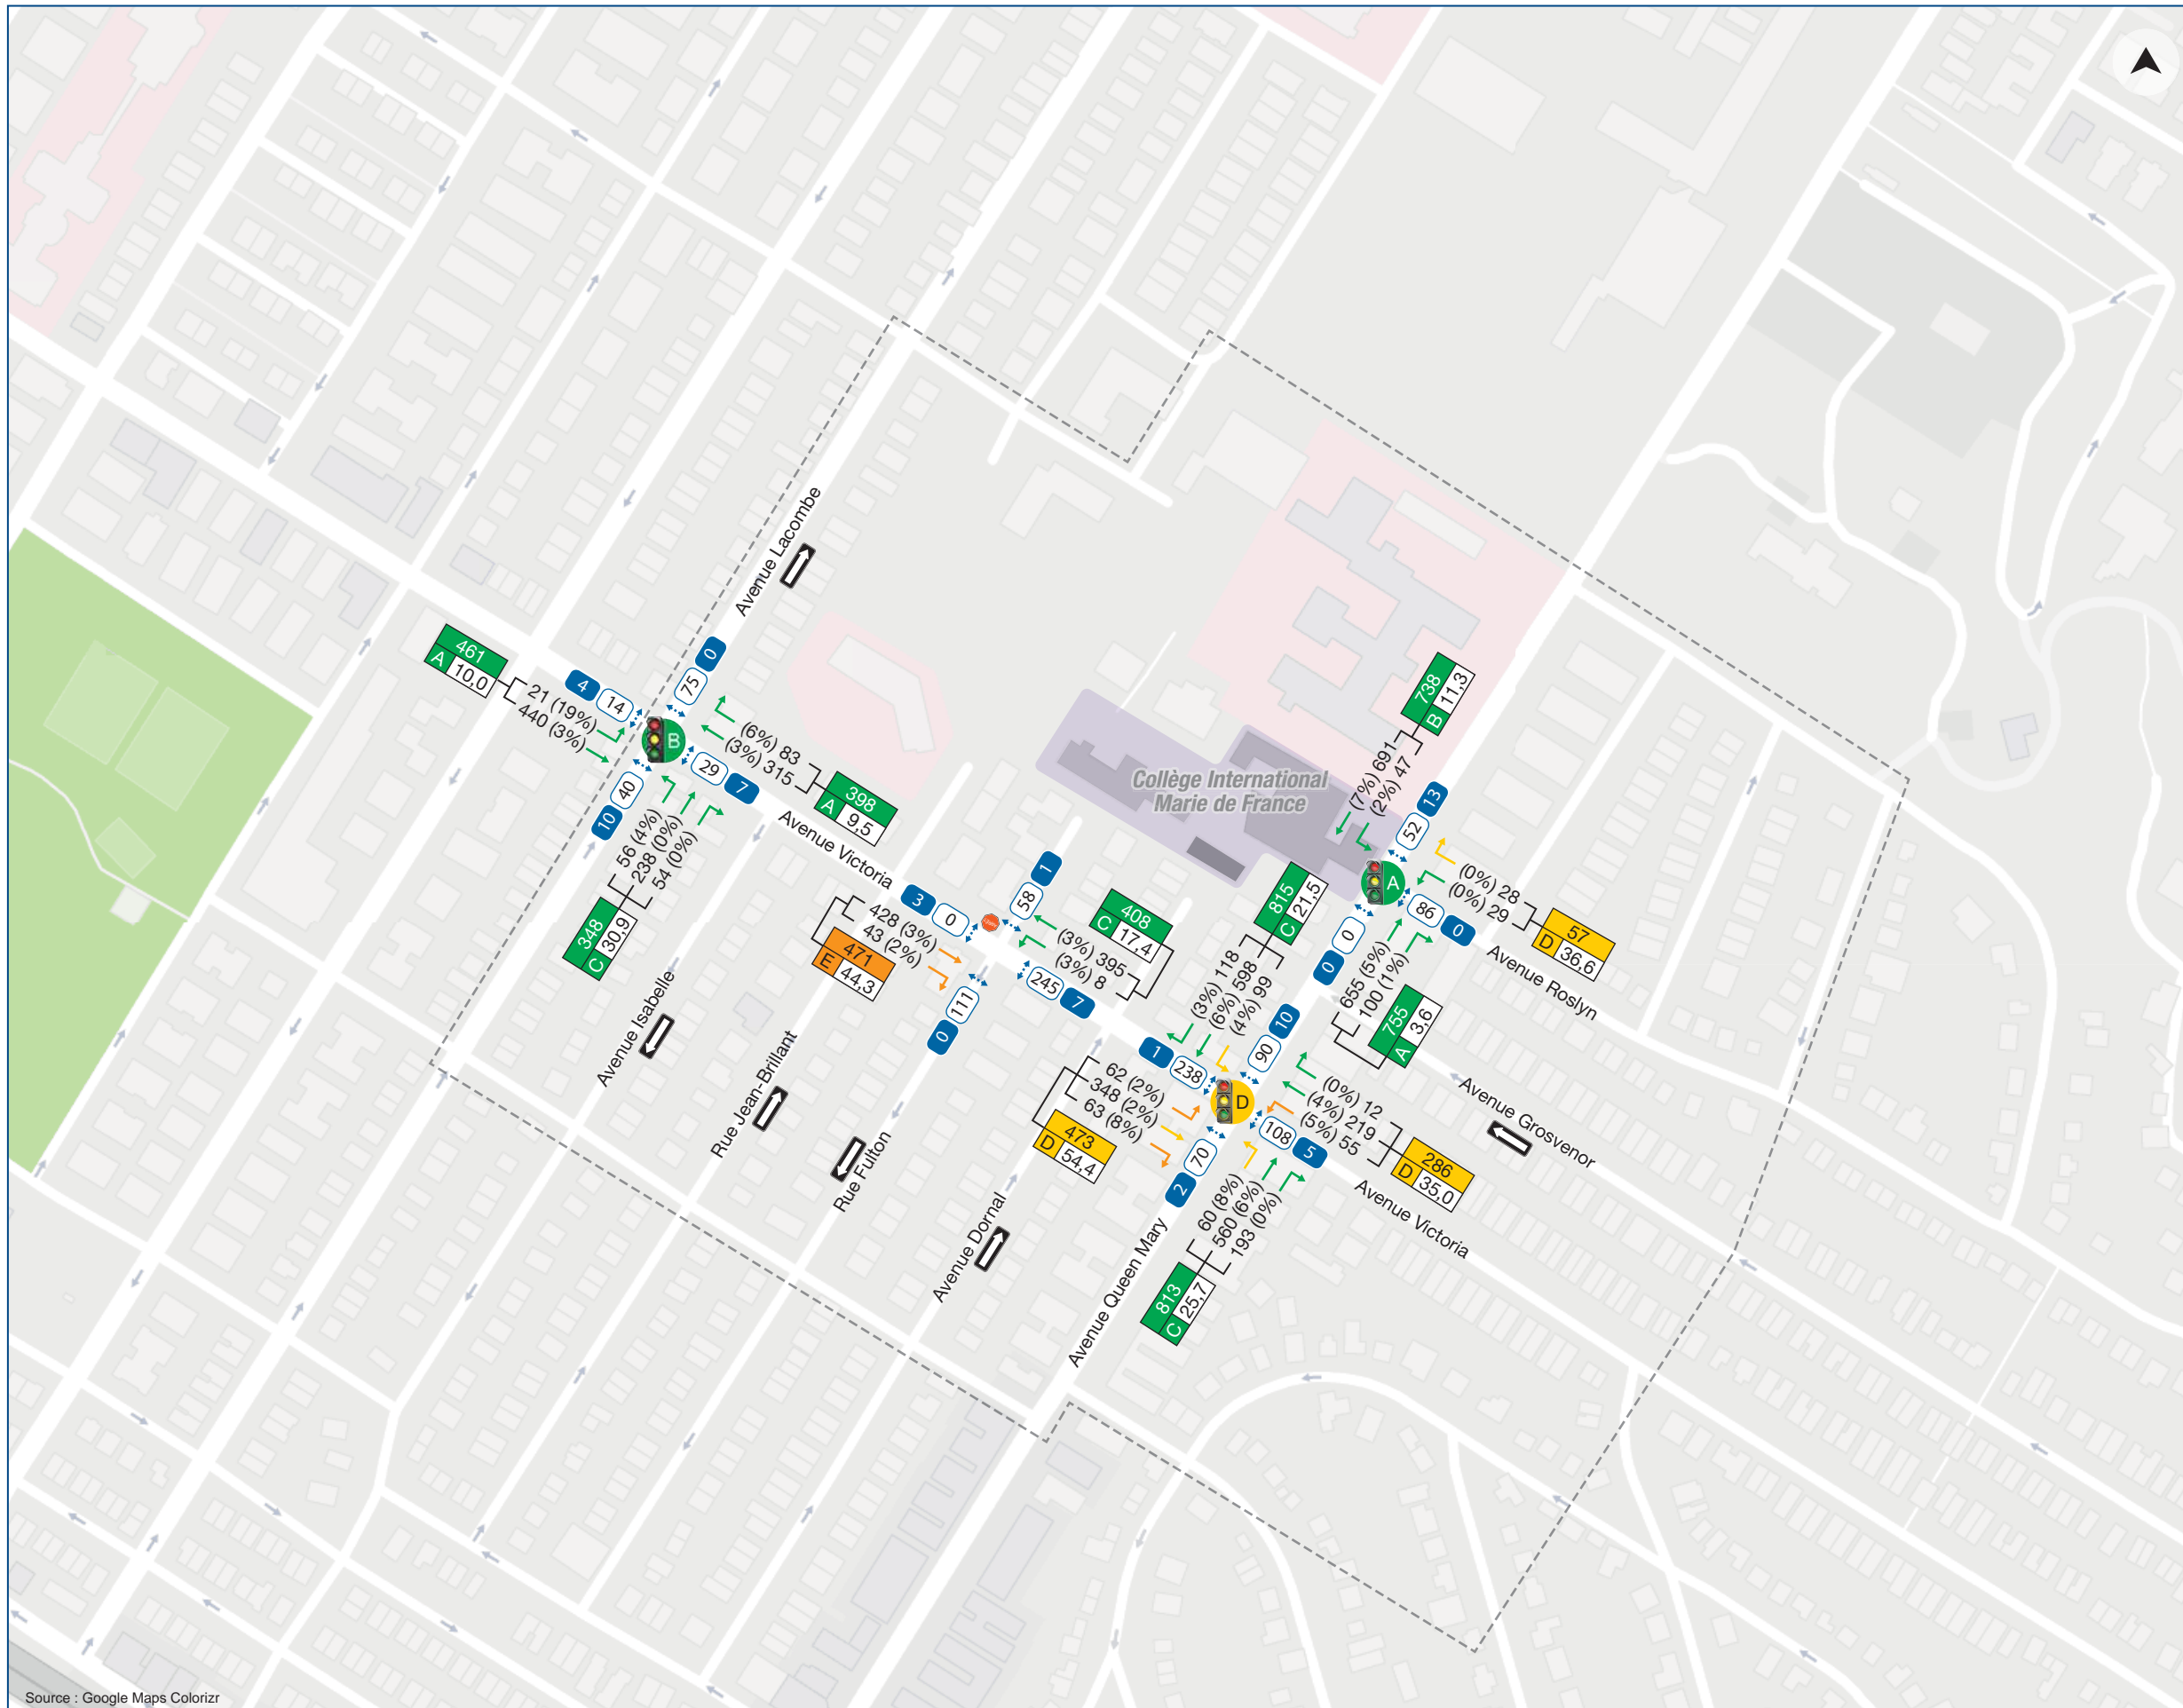 Avenue Lacombe
461
A 10,0
4
14
21 (19%)
440 (3%)
0
75
B
(6%) 83
(3%) 315
398
A 9,5
29
7
40
10
56 (4%)
238 (0%)
54 (0%)
348
C 30,9
Avenue Victoria
Collège International
Marie de France
738
B 11,3
(7%) 691
(2%) 47
13
52
A
(0%) 28
(0%) 29
57
D 36,6
86
0
Avenue Roslyn
0
0
655 (5%)
100 (1%)
755
A 3,6
3
0
1
58
428 (3%)
43 (2%)
471
E 44,3
(3%) 395
(3%) 8
408
C 17,4
245
7
111
0
815
C 21,5
(3%) 118
(6%) 598
(4%) 99
10
90
1
238
D
62 (2%)
348 (2%)
63 (8%)
473
D 54,4
(0%) 12
(4%) 219
(5%) 55
286
D 35,0
108
5
70
2
60 (8%)
560 (6%)
193 (0%)
813
C 25,7
Avenue Grosvenor
Avenue Victoria
Avenue Isabelle
Rue Jean-Brillant
Rue Fulton
Avenue Dornal
Avenue Queen Mary
Source : Google Maps Colorizr